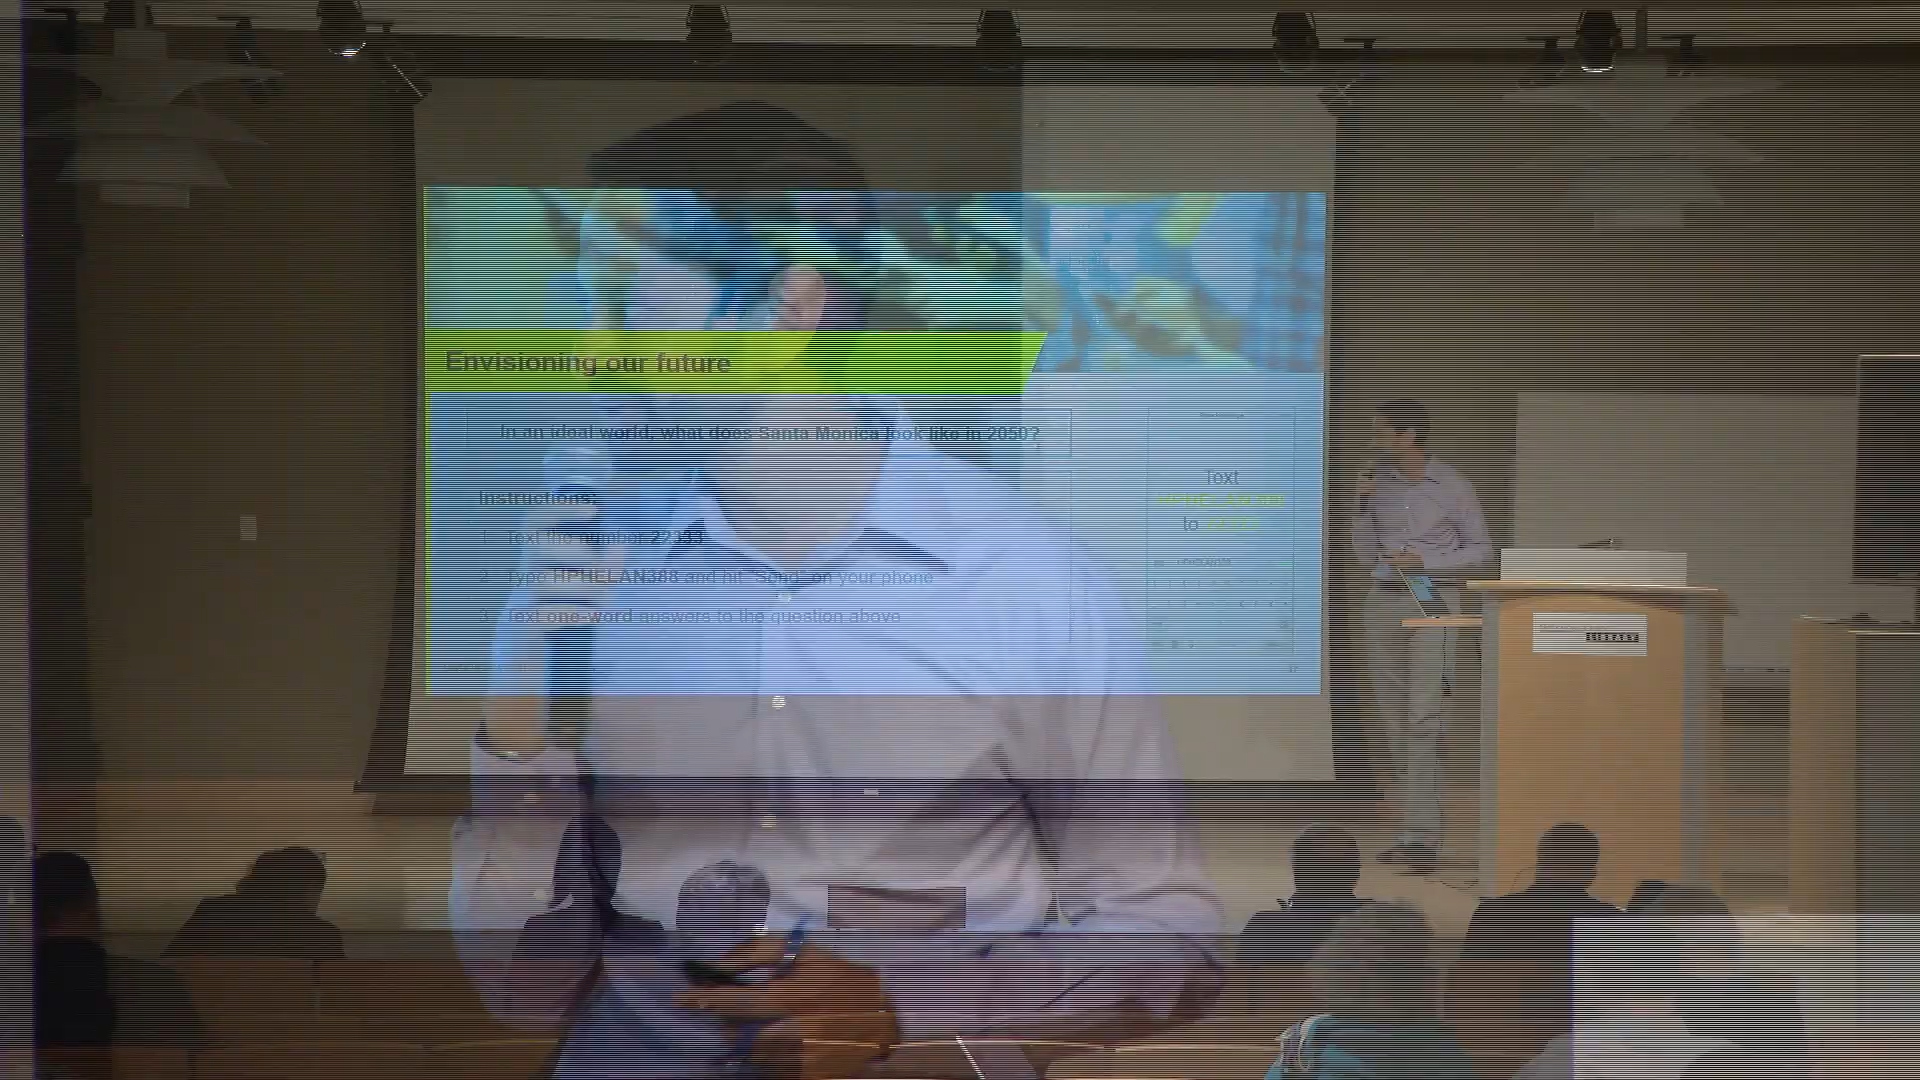 Envisioning our future
In an ideal world, what does Santa Monica look like in 2050?
Instructions:
1. Text the number 22333
2. Type HPHELAN388 and hit "Send" on your phone
3. Text one-word answers to the question above
Text
HPHELAN388
to